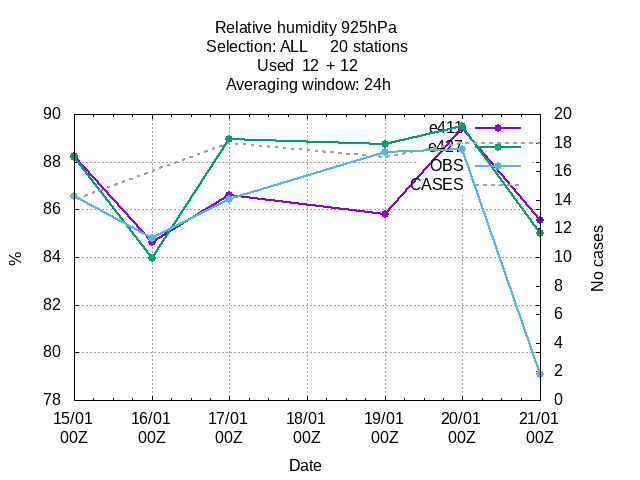 Relative humidity 925hPa
Selection: ALL     20 stations
Used  12  + 12
Averaging window: 24h
90
88
86
84
82
80
78
%
20
18
16
14
12
10
8
6
4
2
0
No cases
e411
e427
OBS
CASES
15/01 16/01 17/01 18/01 19/01 20/01 21/01
00Z 00Z 00Z 00Z 00Z 00Z 00Z
Date